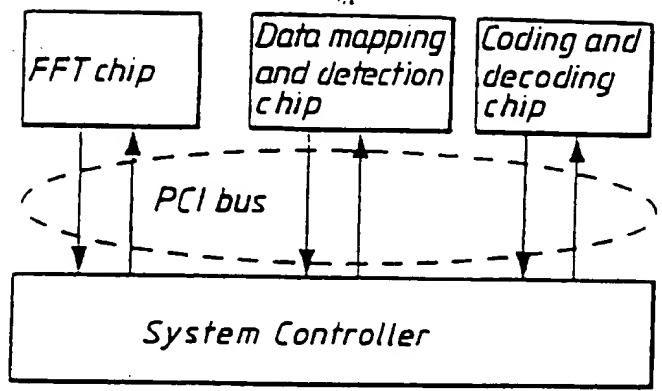 FFT chip
Data mapping
and detection
chip
Coding and
decoding
chip
PCI bus
System Controller